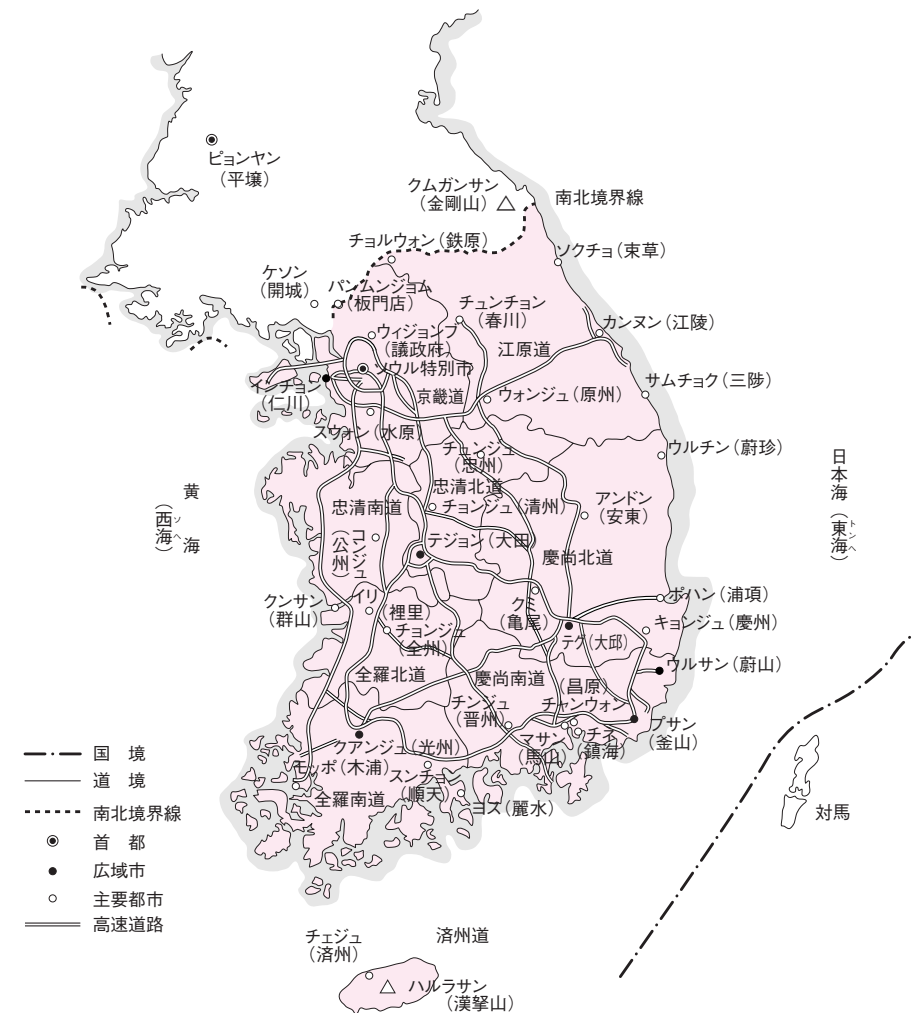 ピョンヤン
（平壌）
クムガンサン
（金剛山）
南北境界線
チョルウォン（鉄原）
ソクチョ（束草）
ケソン
（開城）
パンムンジョム
（板門店）
チュンチョン
（春川）
カンヌン（江陵）
ウィジョンブ
（議政府）
江原道
ソウル特別市
サムチョク（三陟）
インチョン
（仁川）
京畿道
ウォンジュ（原州）
スウォン（水原）
チュンジュ
（忠州）
ウルチン（蔚珍）
日本海（東海）
トンヘ
黄海
（西海）
ソヘ
忠清北道
忠清南道
チョンジュ（清州）
アンドン
（安東）
コンジュ
（公州）
テジョン（大田）
慶尚北道
クンサン
（群山）
イリ
（裡里）
クミ
（亀尾）
ポハン（浦項）
チョンジュ
（全州）
テグ（大邱）
キョンジュ（慶州）
ウルサン（蔚山）
全羅北道
慶尚南道
（昌原）
チャンウォン
チンジュ
（晋州）
プサン
（釜山）
マサン
（馬山）
チネ
（鎮海）
クアンジュ（光州）
モッポ（木浦）
スンチョン
（順天）
全羅南道
ヨス（麗水）
対馬
国　境
道　境
南北境界線
首　都
広域市
主要都市
高速道路
チェジュ
（済州）
済州道
ハルラサン
（漢拏山）